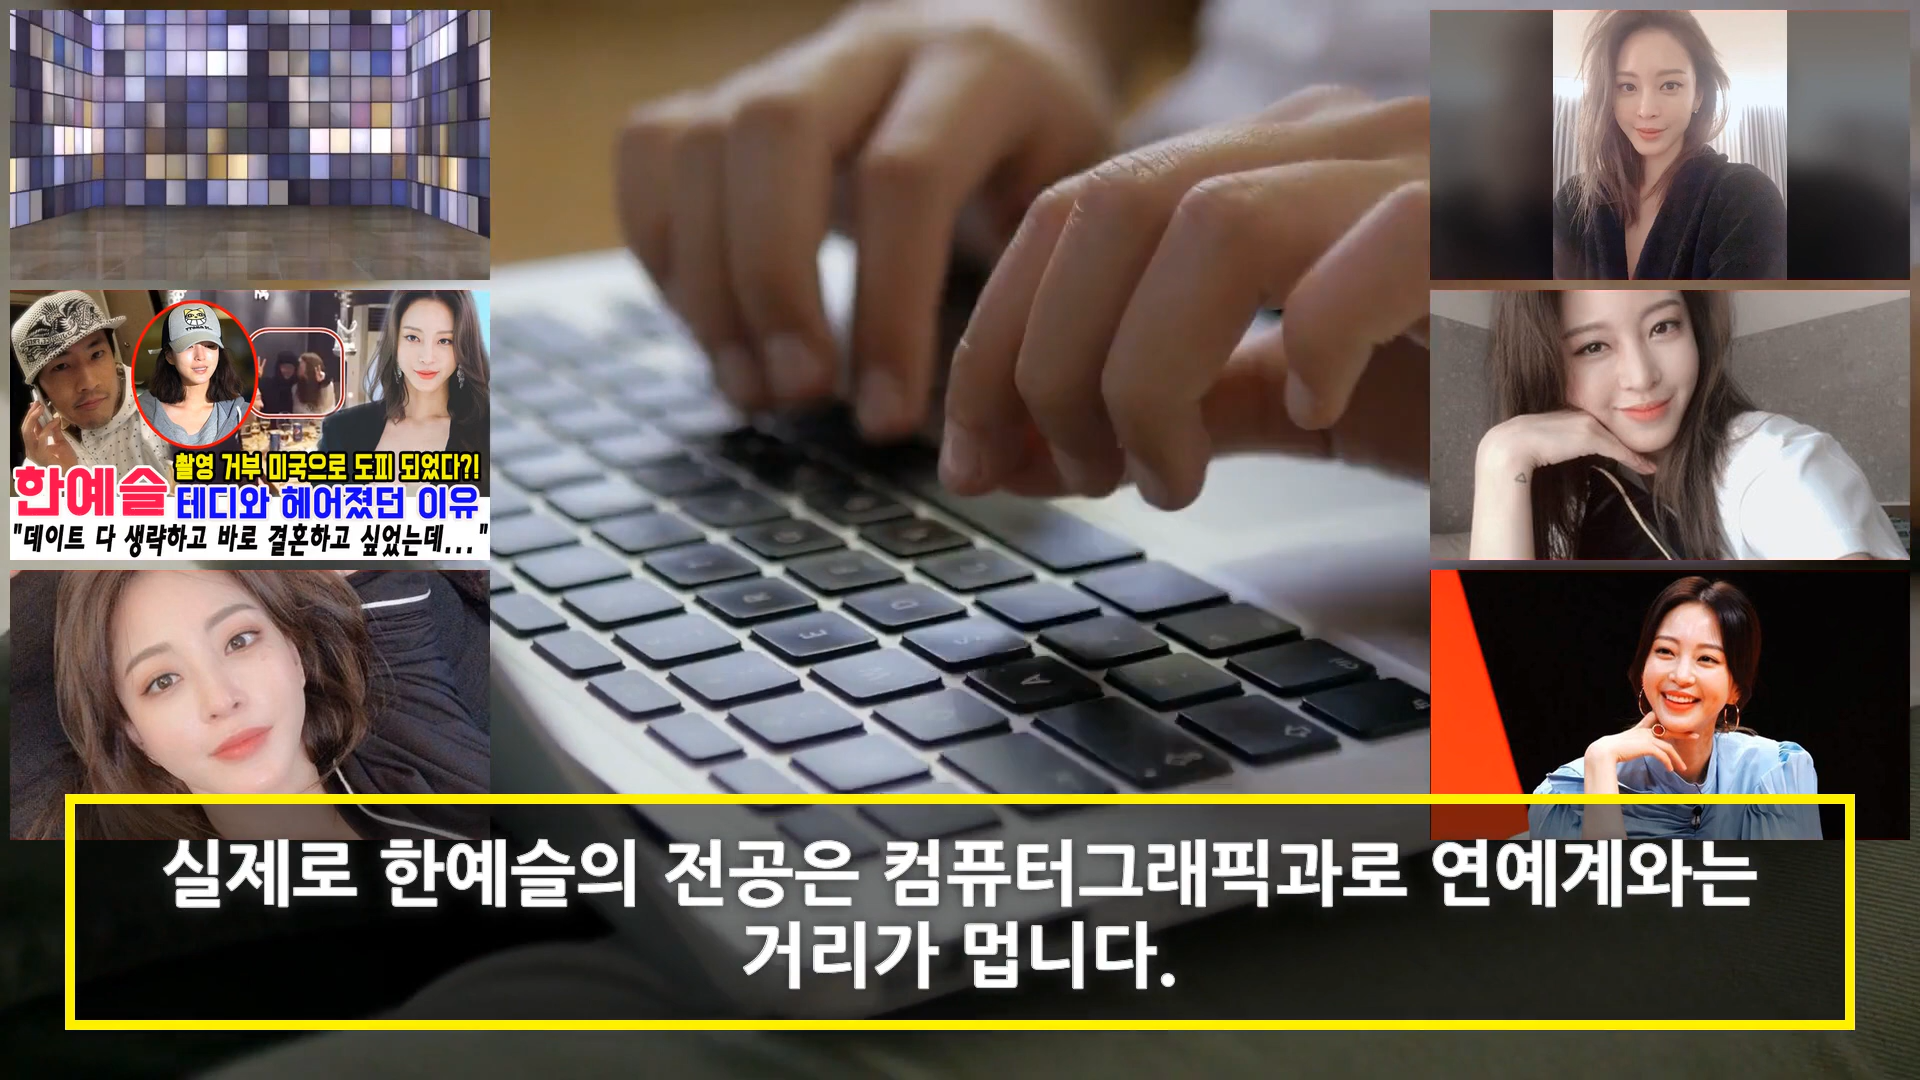 촬영 거부 미국으로 도피 되었다?!
한예슬 테디와 헤어졌던 이유
"데이트 다 생략하고 바로 결혼하고 싶었는데..."
실제로 한예슬의 전공은 컴퓨터그래픽과로 연예계와는
거리가 멉니다.